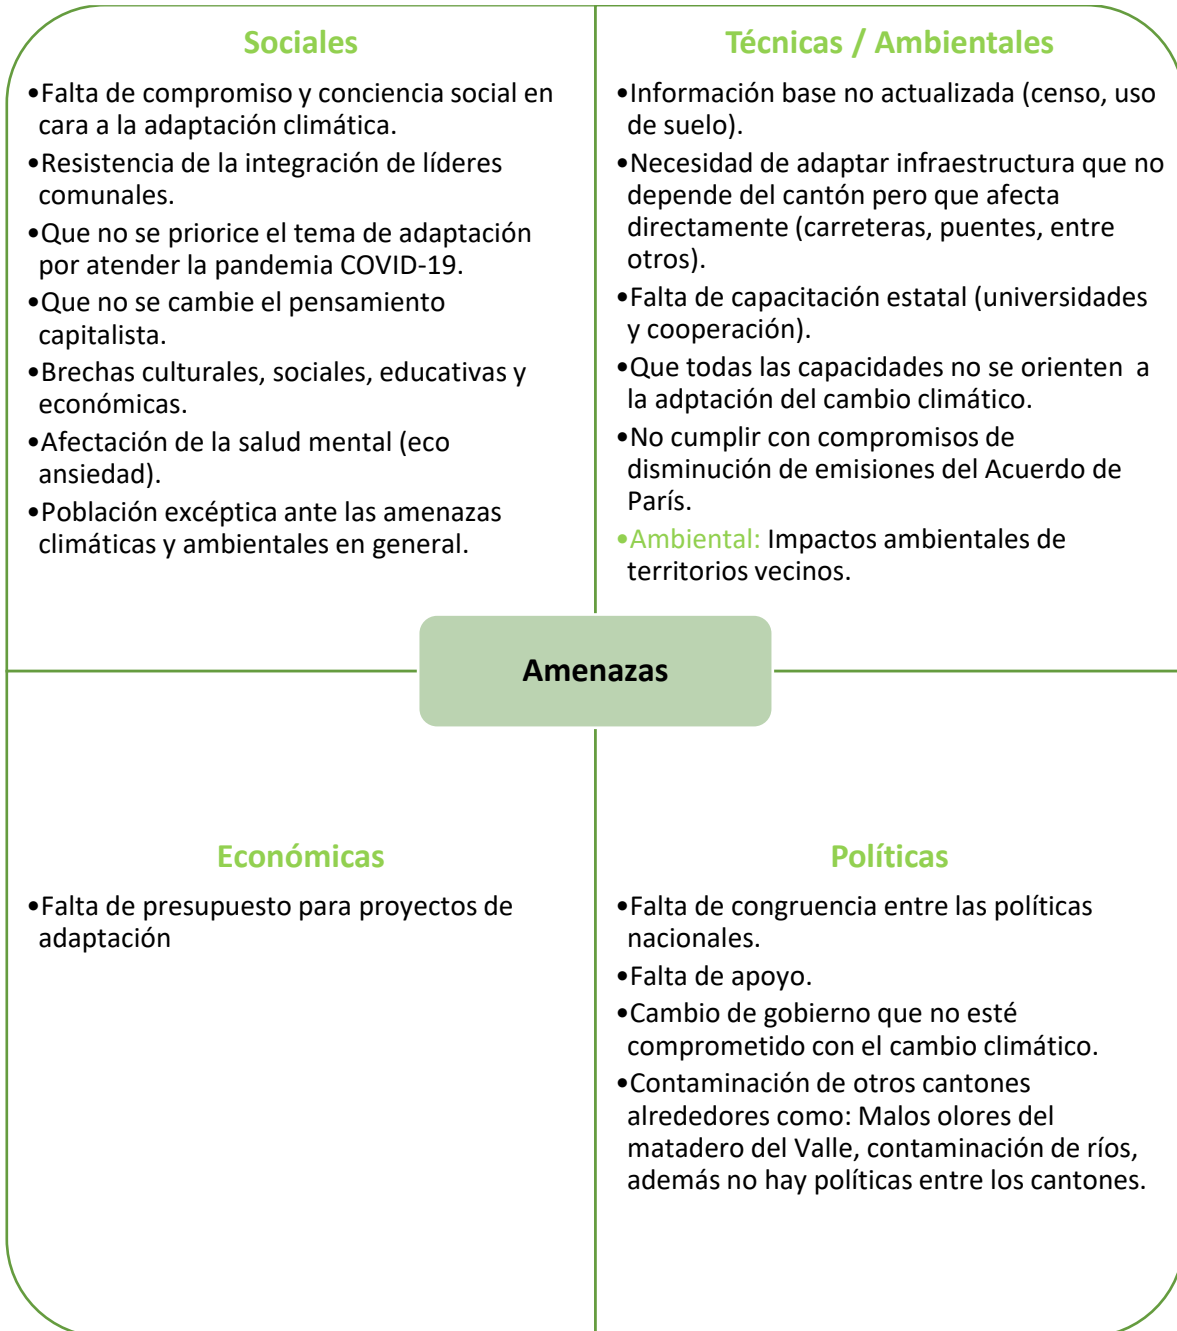 Sociales
•Falta de compromiso y conciencia social en
cara a la adaptación climática.
•Resistencia de la integración de líderes
comunales.
•Que no se priorice el tema de adaptación
por atender la pandemia COVID-19.
•Que no se cambie el pensamiento
capitalista.
•Brechas culturales, sociales, educativas y
económicas.
•Afectación de la salud mental (eco
ansiedad).
•Población excéptica ante las amenazas
climáticas y ambientales en general.
Técnicas / Ambientales
•Información base no actualizada (censo, uso
de suelo).
•Necesidad de adaptar infraestructura que no
depende del cantón pero que afecta
directamente (carreteras, puentes, entre
otros).
•Falta de capacitación estatal (universidades
y cooperación).
•Que todas las capacidades no se orienten a
la adptación del cambio climático.
•No cumplir con compromisos de
disminución de emisiones del Acuerdo de
París.
•Ambiental: Impactos ambientales de
territorios vecinos.
Amenazas
Económicas
•Falta de presupuesto para proyectos de
adaptación
Políticas
•Falta de congruencia entre las políticas
nacionales.
•Falta de apoyo.
•Cambio de gobierno que no esté
comprometido con el cambio climático.
•Contaminación de otros cantones
alrededores como: Malos olores del
matadero del Valle, contaminación de ríos,
además no hay políticas entre los cantones.